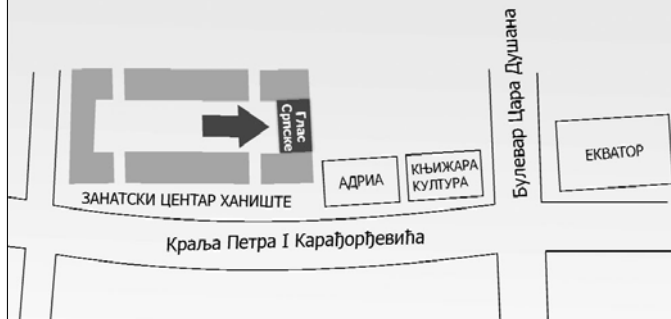 Булевар Цара Душана
Глас
Српске
АДРИА
КЊИЖАРА
КУЛТУРА
ЕКВАТОР
ЗАНАТСКИ ЦЕНТАР ХАНИШТЕ
Краља Петра I Карађорђевића